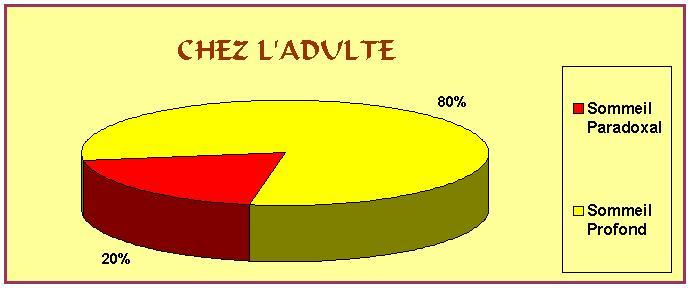 CHEZ L'ADULTE
80%
Sommeil
Paradoxal
Sommeil
Profond
20%